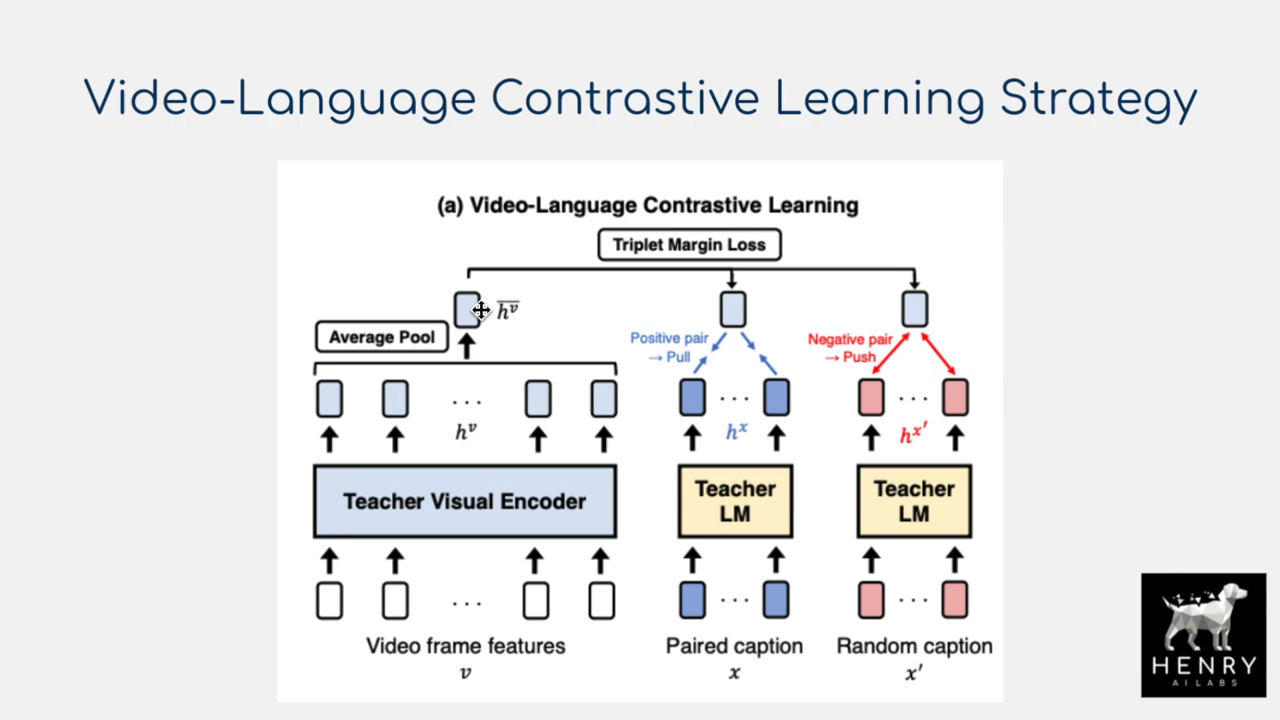 Video-Language Contrastive Learning Strategy
(a) Video-Language Contrastive Learning
Triplet Margin Loss
h̅ᵛ
Average Pool
Positive pair
→ Pull
Negative pair
→ Push
. . .
. . .
. . .
hᵛ
hˣ
hˣ′
Teacher Visual Encoder
Teacher
LM
Teacher
LM
. . .
. . .
. . .
Video frame features
v
Paired caption
x
Random caption
x′
HENRY
AI LABS